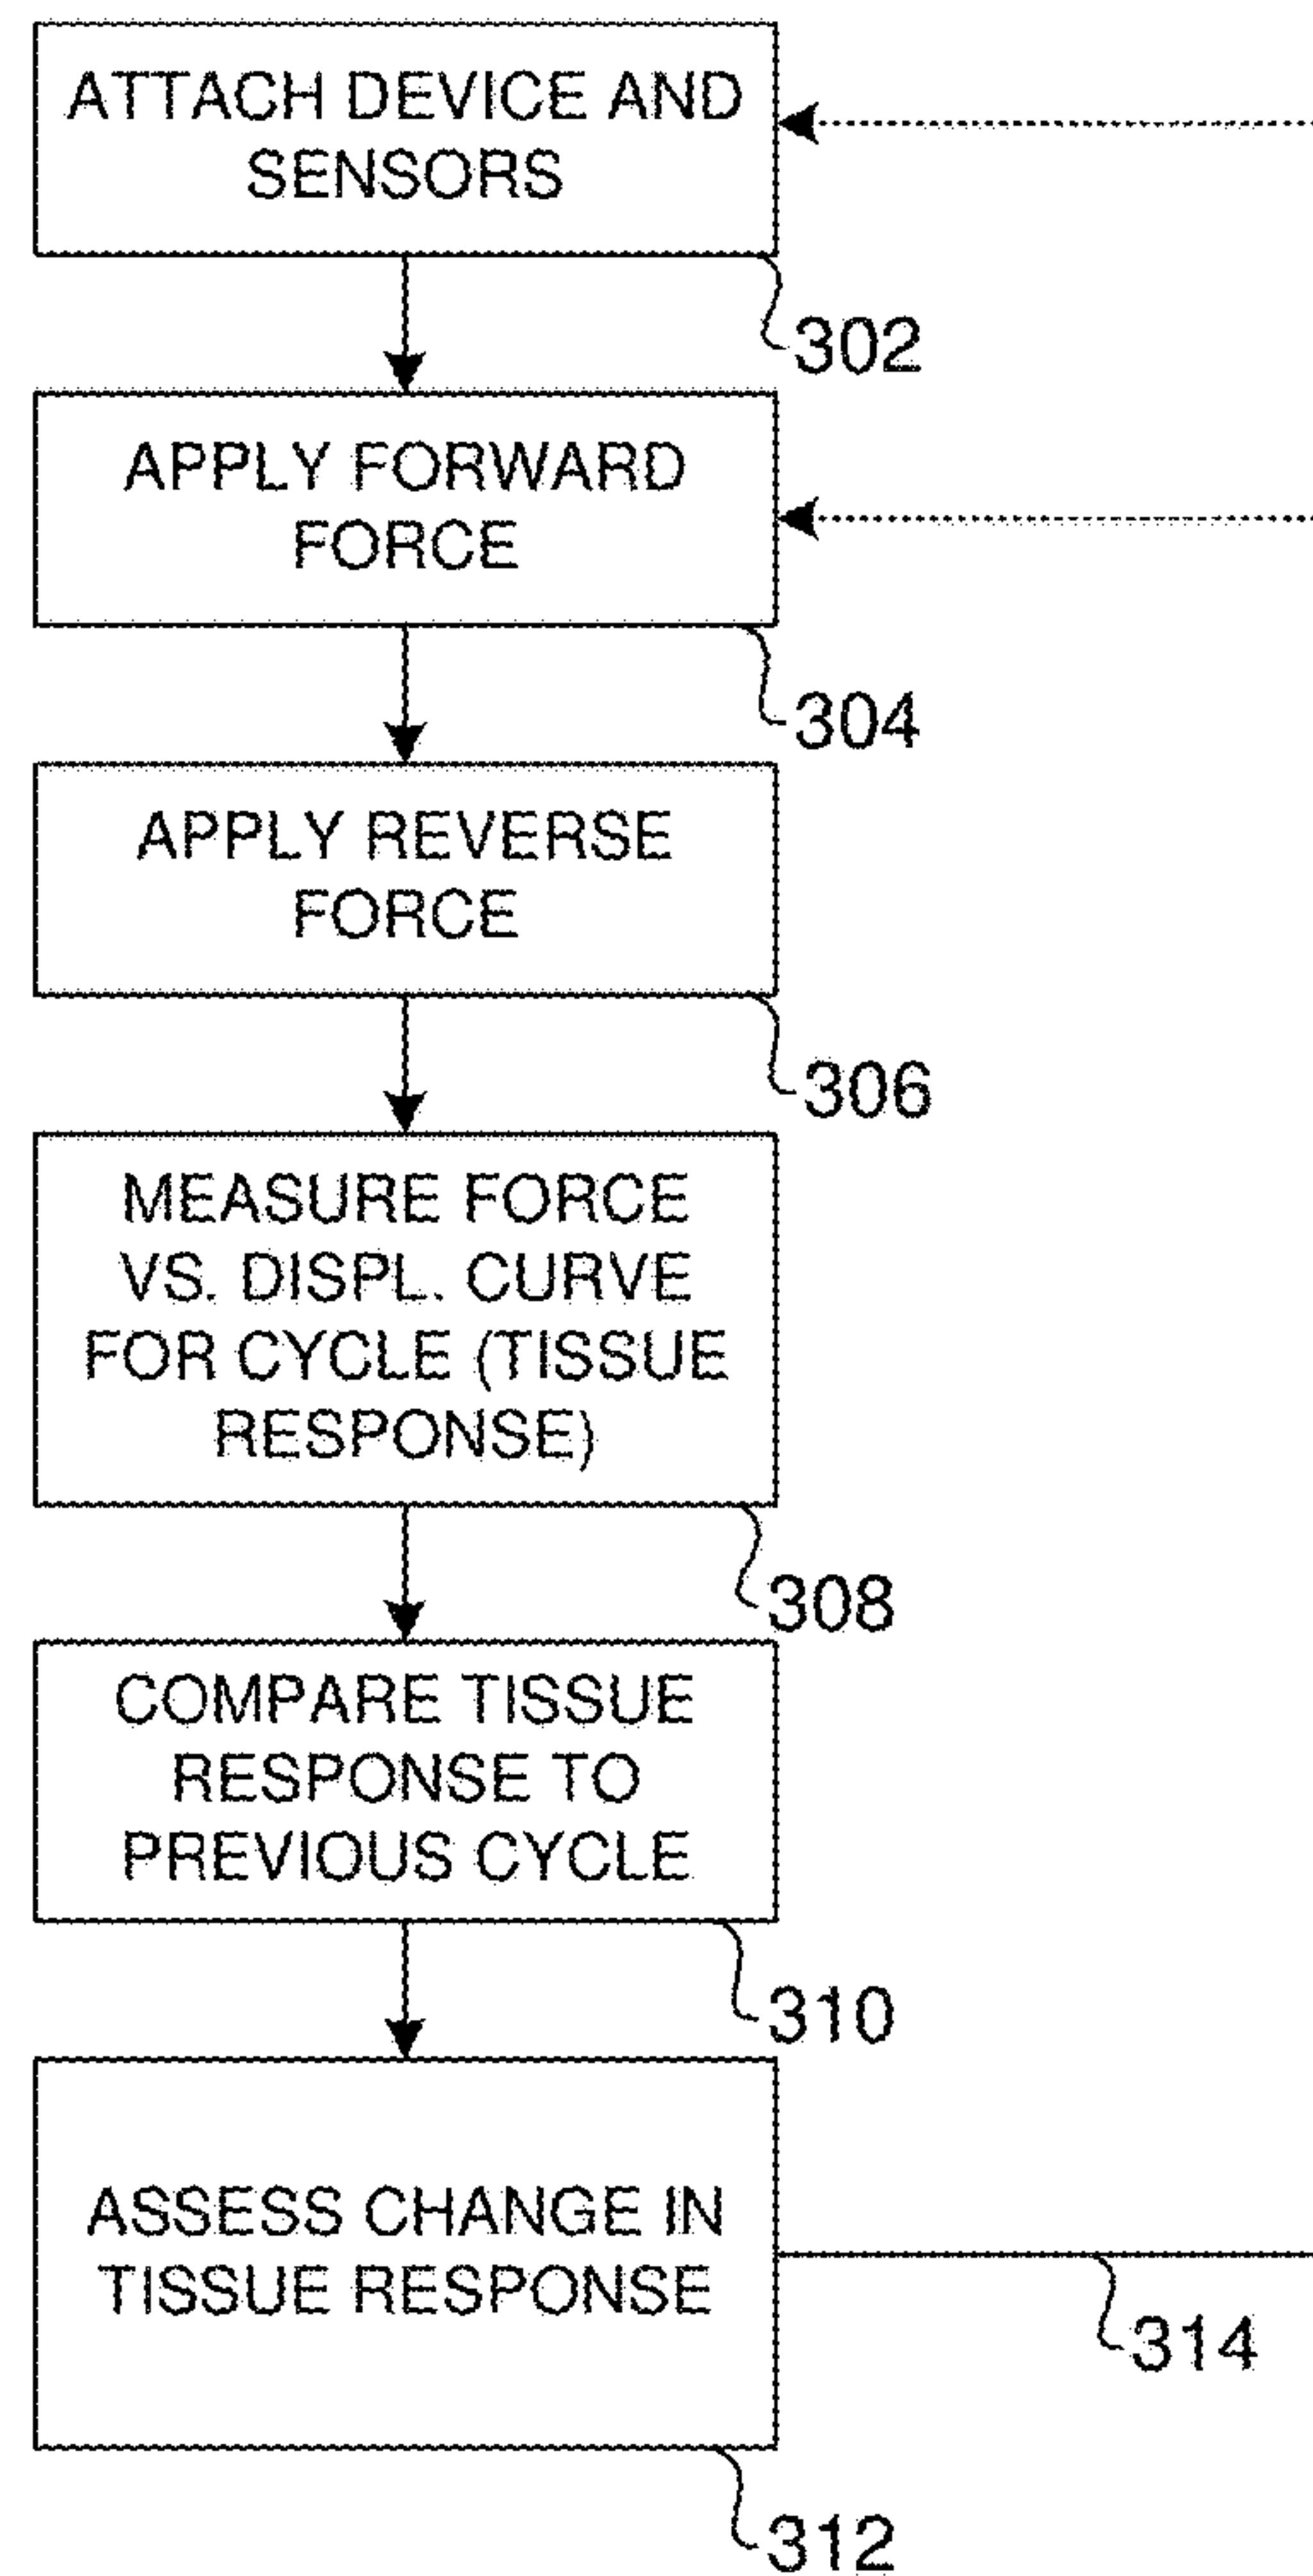 ATTACH DEVICE AND
SENSORS
302
APPLY FORWARD
FORCE
304
APPLY REVERSE
FORCE
306
MEASURE FORCE
VS. DISPL. CURVE
FOR CYCLE (TISSUE
RESPONSE)
308
COMPARE TISSUE
RESPONSE TO
PREVIOUS CYCLE
310
ASSESS CHANGE IN
TISSUE RESPONSE
314
312